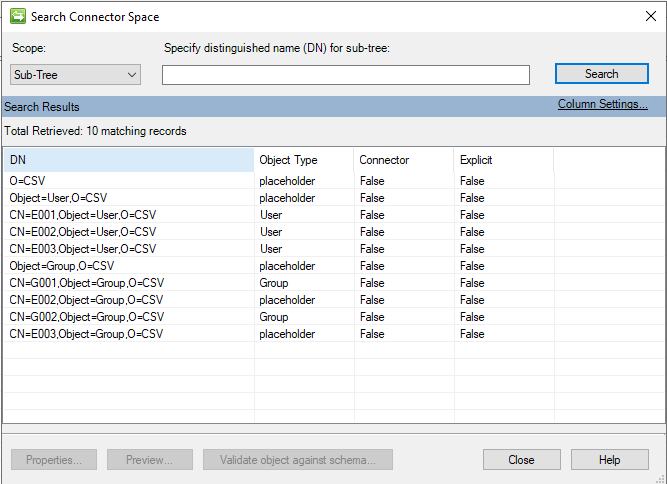 Search Connector Space
Scope: Specify distinguished name (DN) for sub-tree:
Sub-Tree Search
Search Results Column Settings...
Total Retrieved: 10 matching records
DN Object Type Connector Explicit
O=CSV placeholder False False
Object=User,O=CSV placeholder False False
CN=E001,Object=User,O=CSV User False False
CN=E002,Object=User,O=CSV User False False
CN=E003,Object=User,O=CSV User False False
Object=Group,O=CSV placeholder False False
CN=G001,Object=Group,O=CSV Group False False
CN=E002,Object=Group,O=CSV placeholder False False
CN=G002,Object=Group,O=CSV Group False False
CN=E003,Object=Group,O=CSV placeholder False False
Properties... Preview... Validate object against schema... Close Help